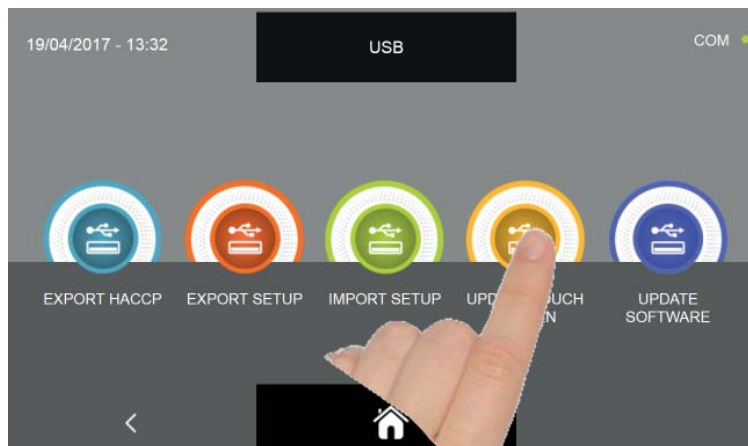 19/04/2017 - 13:32
USB
COM
EXPORT HACCP
EXPORT SETUP
IMPORT SETUP
UPDATE
SOFTWARE